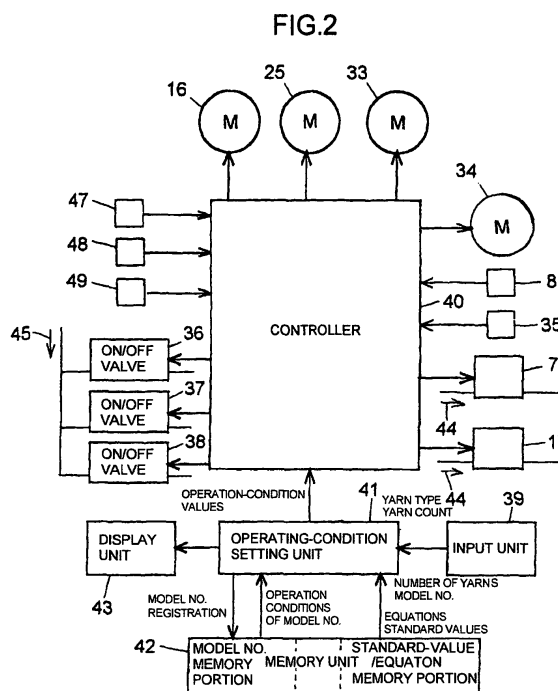 FIG.2
16
25
33
M
M
M
34
M
47
48
49
8
40
35
CONTROLLER
45
36
ON/OFF
VALVE
37
ON/OFF
VALVE
38
ON/OFF
VALVE
7
44
1
44
OPERATION-CONDITION
VALUES
41
YARN TYPE
YARN COUNT
39
DISPLAY
UNIT
43
OPERATING-CONDITION
SETTING UNIT
INPUT UNIT
NUMBER OF YARNS
MODEL NO.
MODEL NO.
REGISTRATION
OPERATION
CONDITIONS
OF MODEL NO.
EQUATIONS
STANDARD VALUES
42
MODEL NO.
MEMORY
PORTION
MEMORY UNIT
STANDARD-VALUE
/EQUATON
MEMORY PORTION